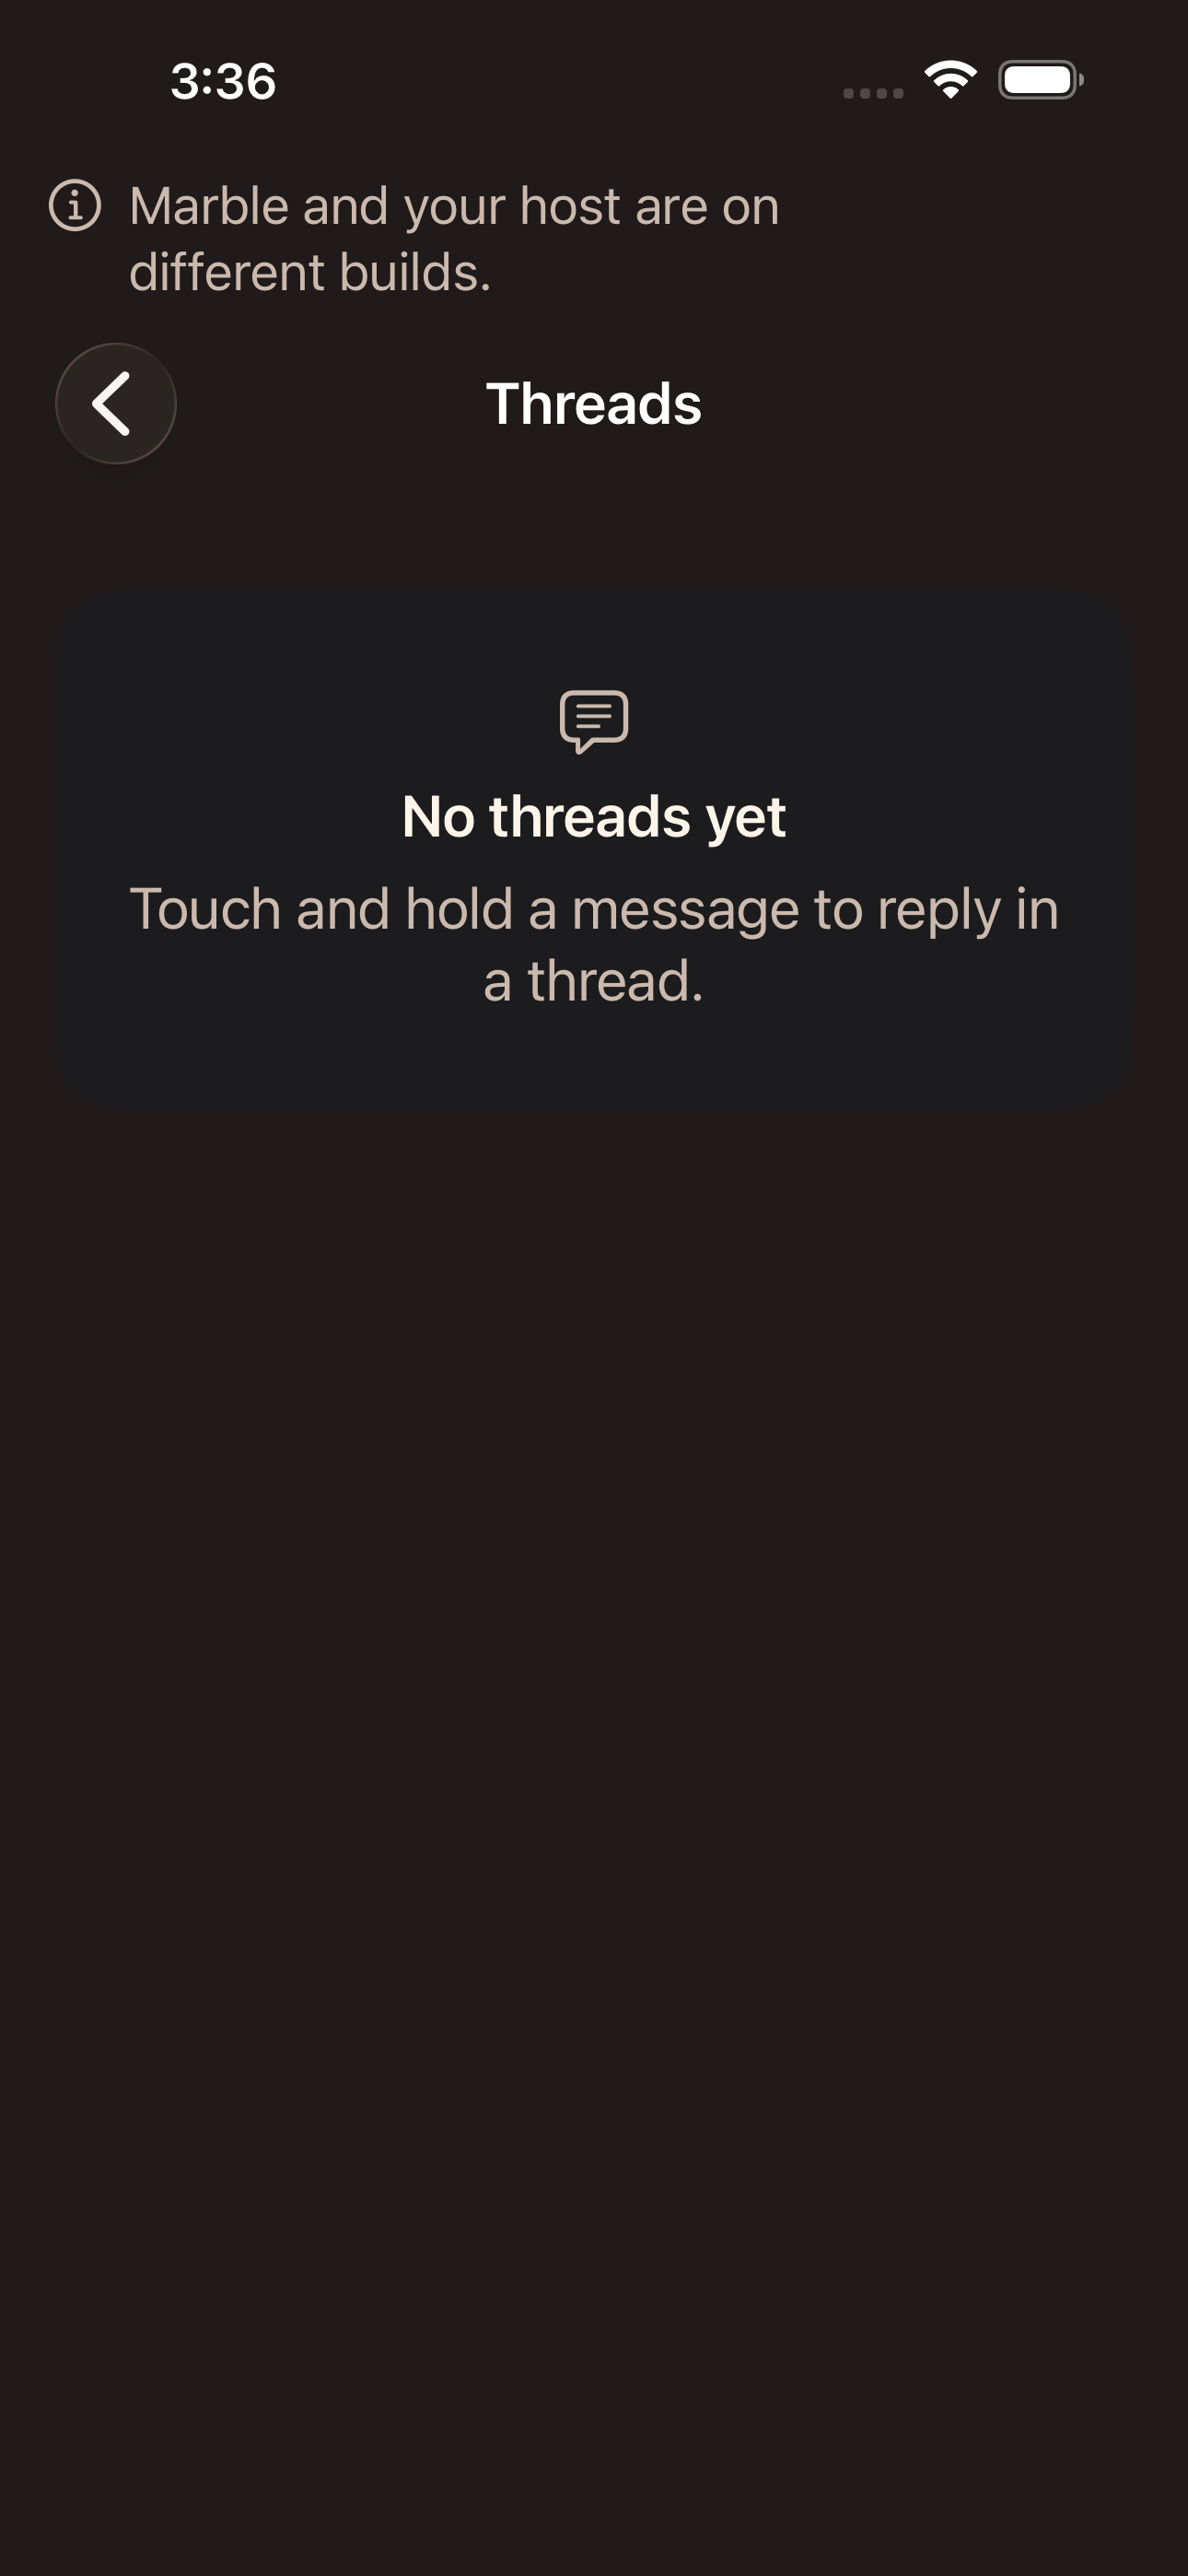 3:36
Marble and your host are on
different builds.
Threads
No threads yet
Touch and hold a message to reply in
a thread.